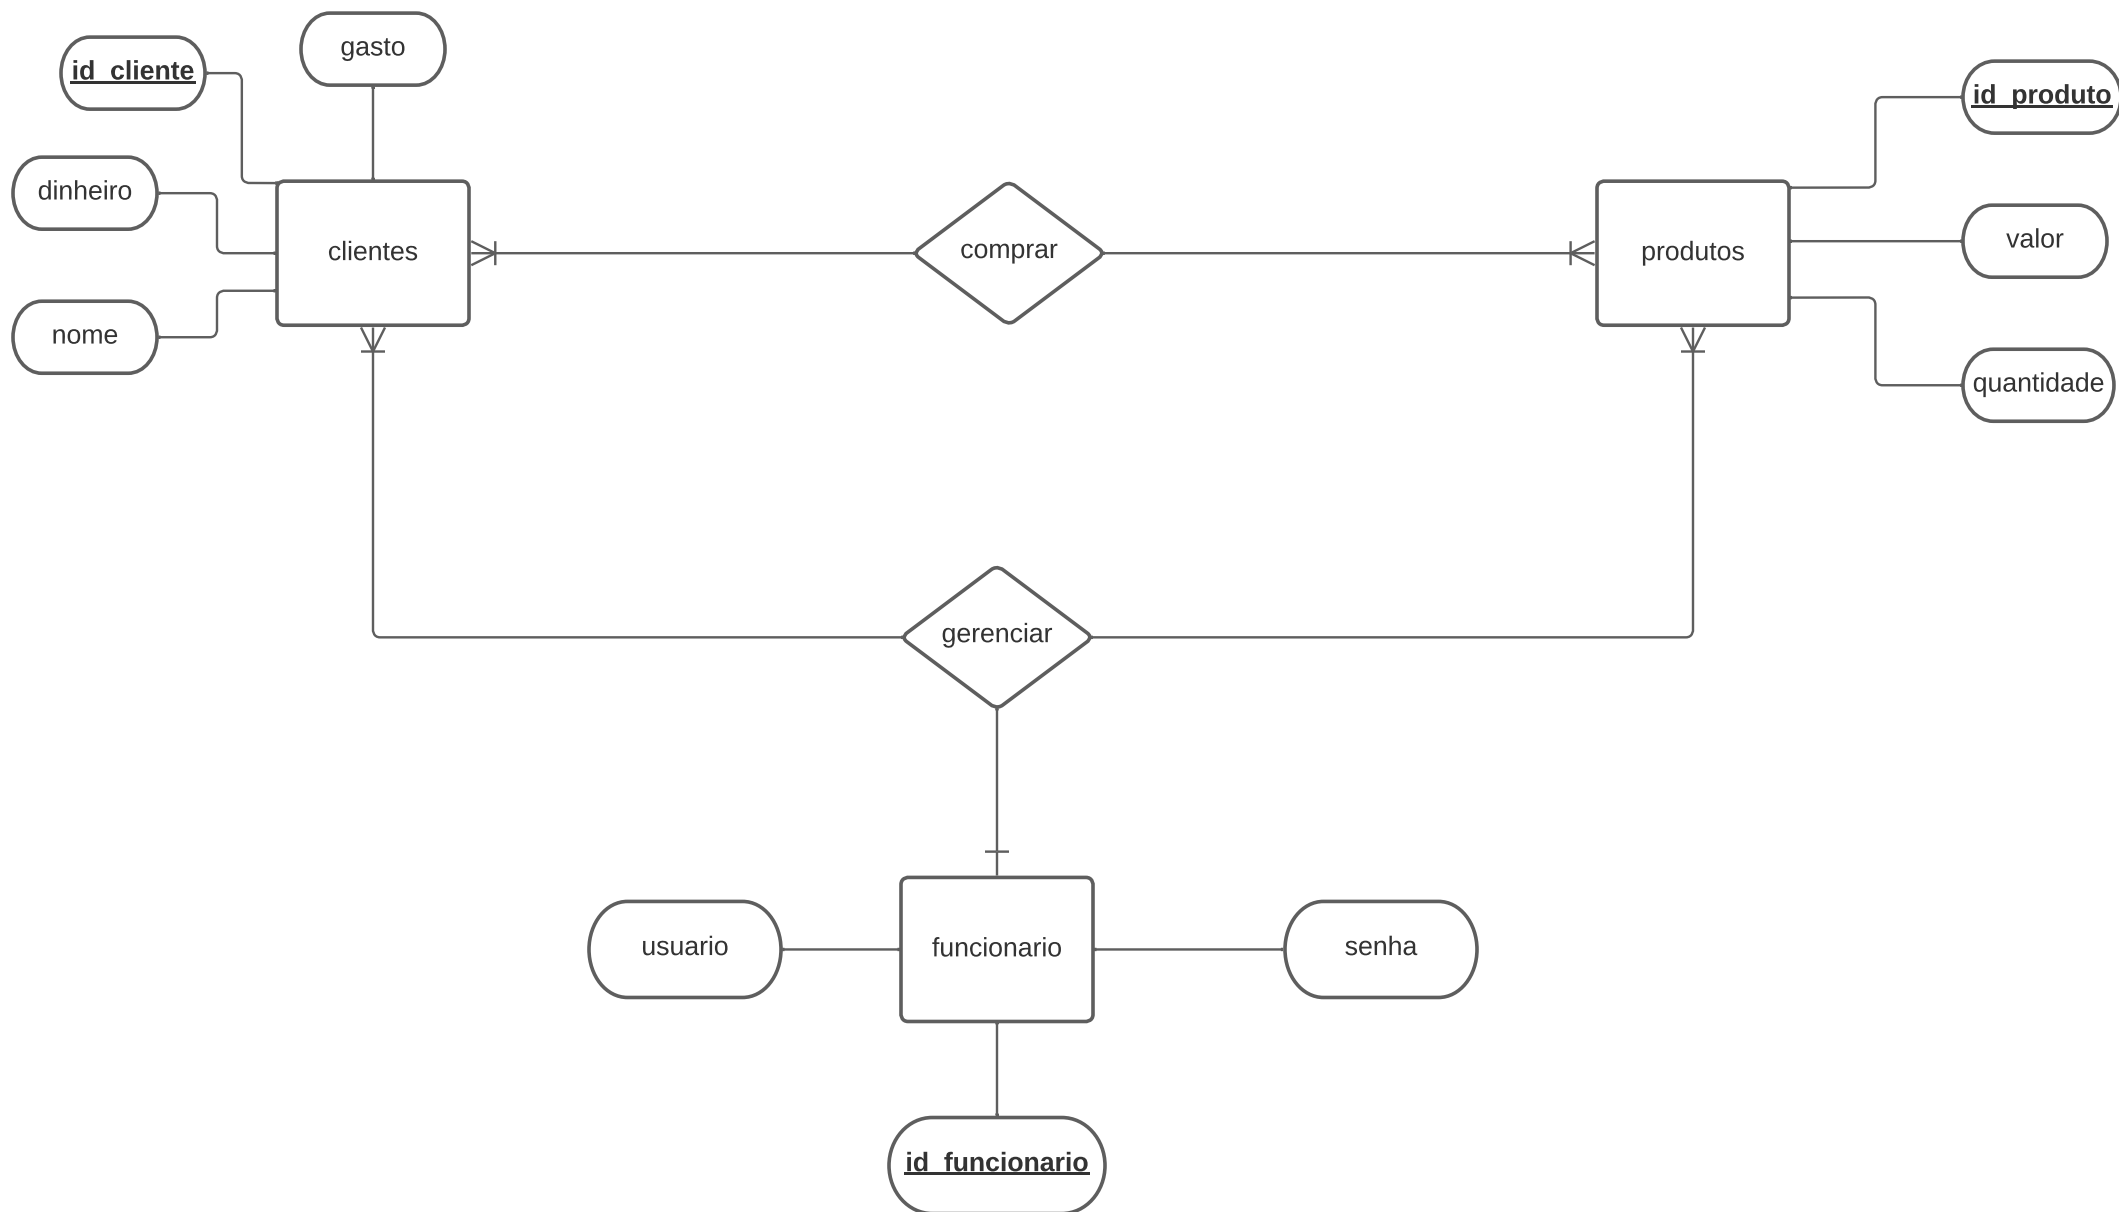 gasto
id_cliente
id_produto
dinheiro
valor
clientes
comprar
produtos
nome
quantidade
gerenciar
usuario
funcionario
senha
id_funcionario